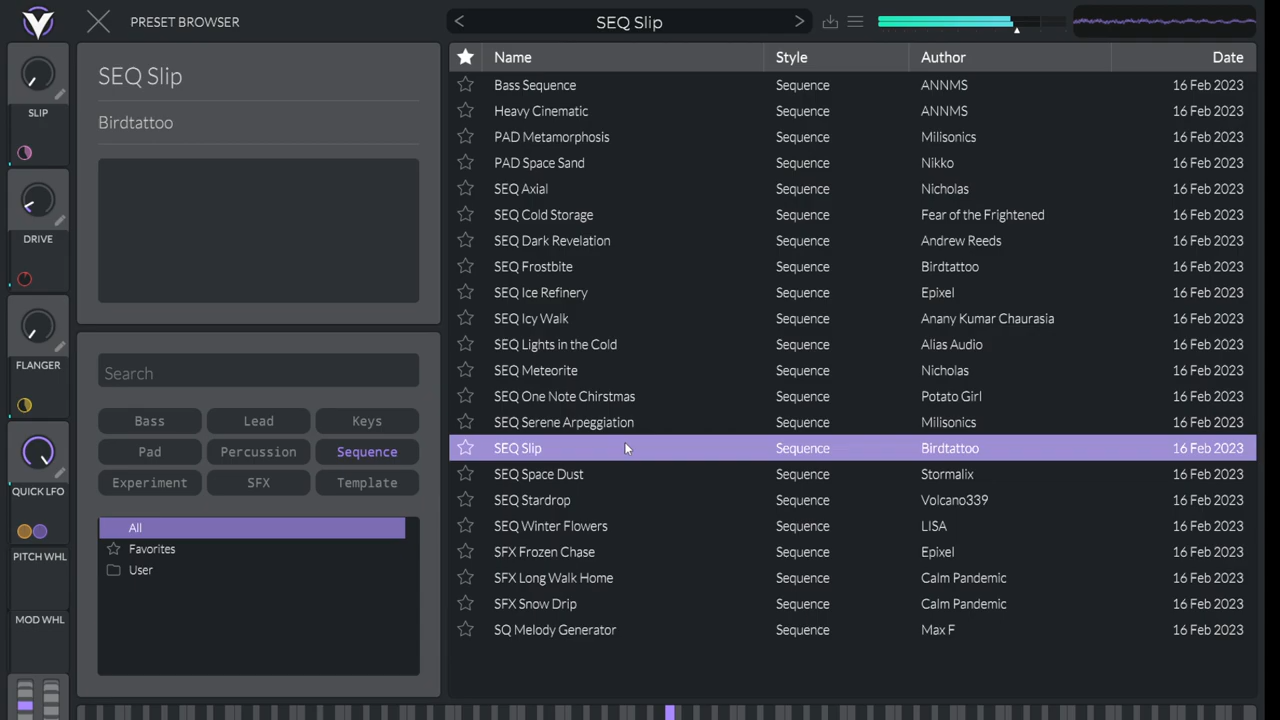 PRESET BROWSER
SEQ Slip
SLIP
DRIVE
FLANGER
QUICK LFO
PITCH WHL
MOD WHL
SEQ Slip
Birdtattoo
Search
Bass Lead Keys
Pad Percussion Sequence
Experiment SFX Template
All
Favorites
User
Name Style Author Date
Bass Sequence Sequence ANNMS 16 Feb 2023
Heavy Cinematic Sequence ANNMS 16 Feb 2023
PAD Metamorphosis Sequence Milisonics 16 Feb 2023
PAD Space Sand Sequence Nikko 16 Feb 2023
SEQ Axial Sequence Nicholas 16 Feb 2023
SEQ Cold Storage Sequence Fear of the Frightened 16 Feb 2023
SEQ Dark Revelation Sequence Andrew Reeds 16 Feb 2023
SEQ Frostbite Sequence Birdtattoo 16 Feb 2023
SEQ Ice Refinery Sequence Epixel 16 Feb 2023
SEQ Icy Walk Sequence Anany Kumar Chaurasia 16 Feb 2023
SEQ Lights in the Cold Sequence Alias Audio 16 Feb 2023
SEQ Meteorite Sequence Nicholas 16 Feb 2023
SEQ One Note Chirstmas Sequence Potato Girl 16 Feb 2023
SEQ Serene Arpeggiation Sequence Milisonics 16 Feb 2023
SEQ Slip Sequence Birdtattoo 16 Feb 2023
SEQ Space Dust Sequence Stormalix 16 Feb 2023
SEQ Stardrop Sequence Volcano339 16 Feb 2023
SEQ Winter Flowers Sequence LISA 16 Feb 2023
SFX Frozen Chase Sequence Epixel 16 Feb 2023
SFX Long Walk Home Sequence Calm Pandemic 16 Feb 2023
SFX Snow Drip Sequence Calm Pandemic 16 Feb 2023
SQ Melody Generator Sequence Max F 16 Feb 2023